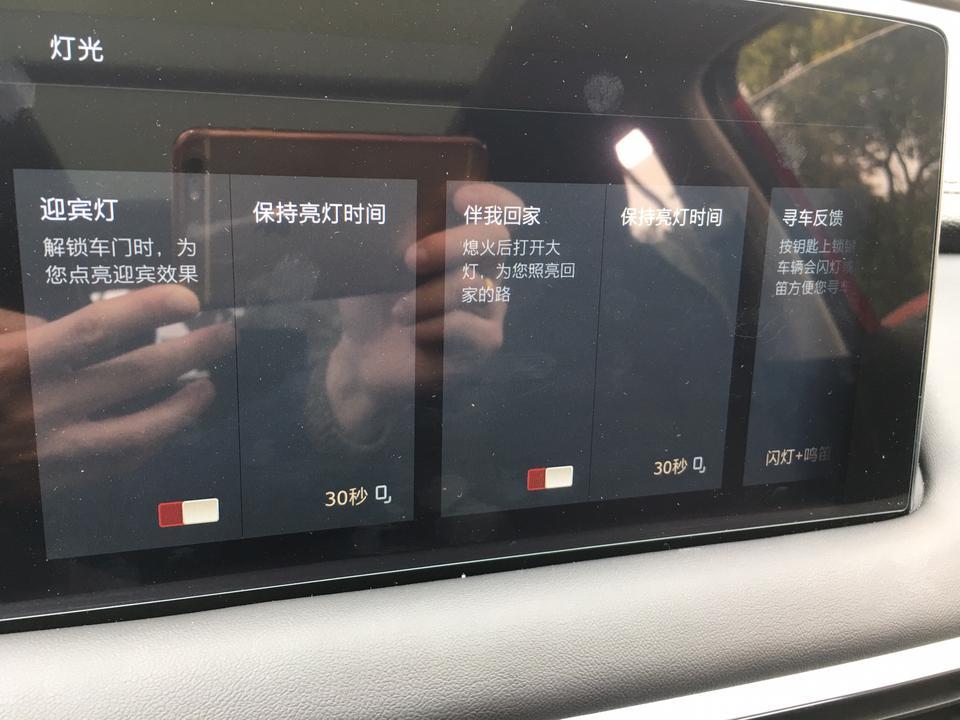 灯光
迎宾灯
解锁车门时，为
您点亮迎宾效果
保持亮灯时间
30秒
伴我回家
熄火后打开大
灯，为您照亮回
家的路
保持亮灯时间
30秒
寻车反馈
按钥匙上锁
车辆会闪灯
笛方便您寻车
闪灯+鸣笛